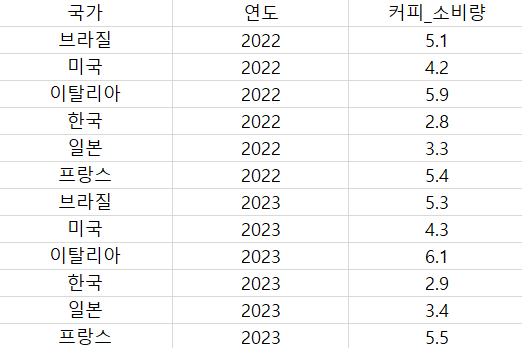 국가 연도 커피_소비량
브라질 2022 5.1
미국 2022 4.2
이탈리아 2022 5.9
한국 2022 2.8
일본 2022 3.3
프랑스 2022 5.4
브라질 2023 5.3
미국 2023 4.3
이탈리아 2023 6.1
한국 2023 2.9
일본 2023 3.4
프랑스 2023 5.5